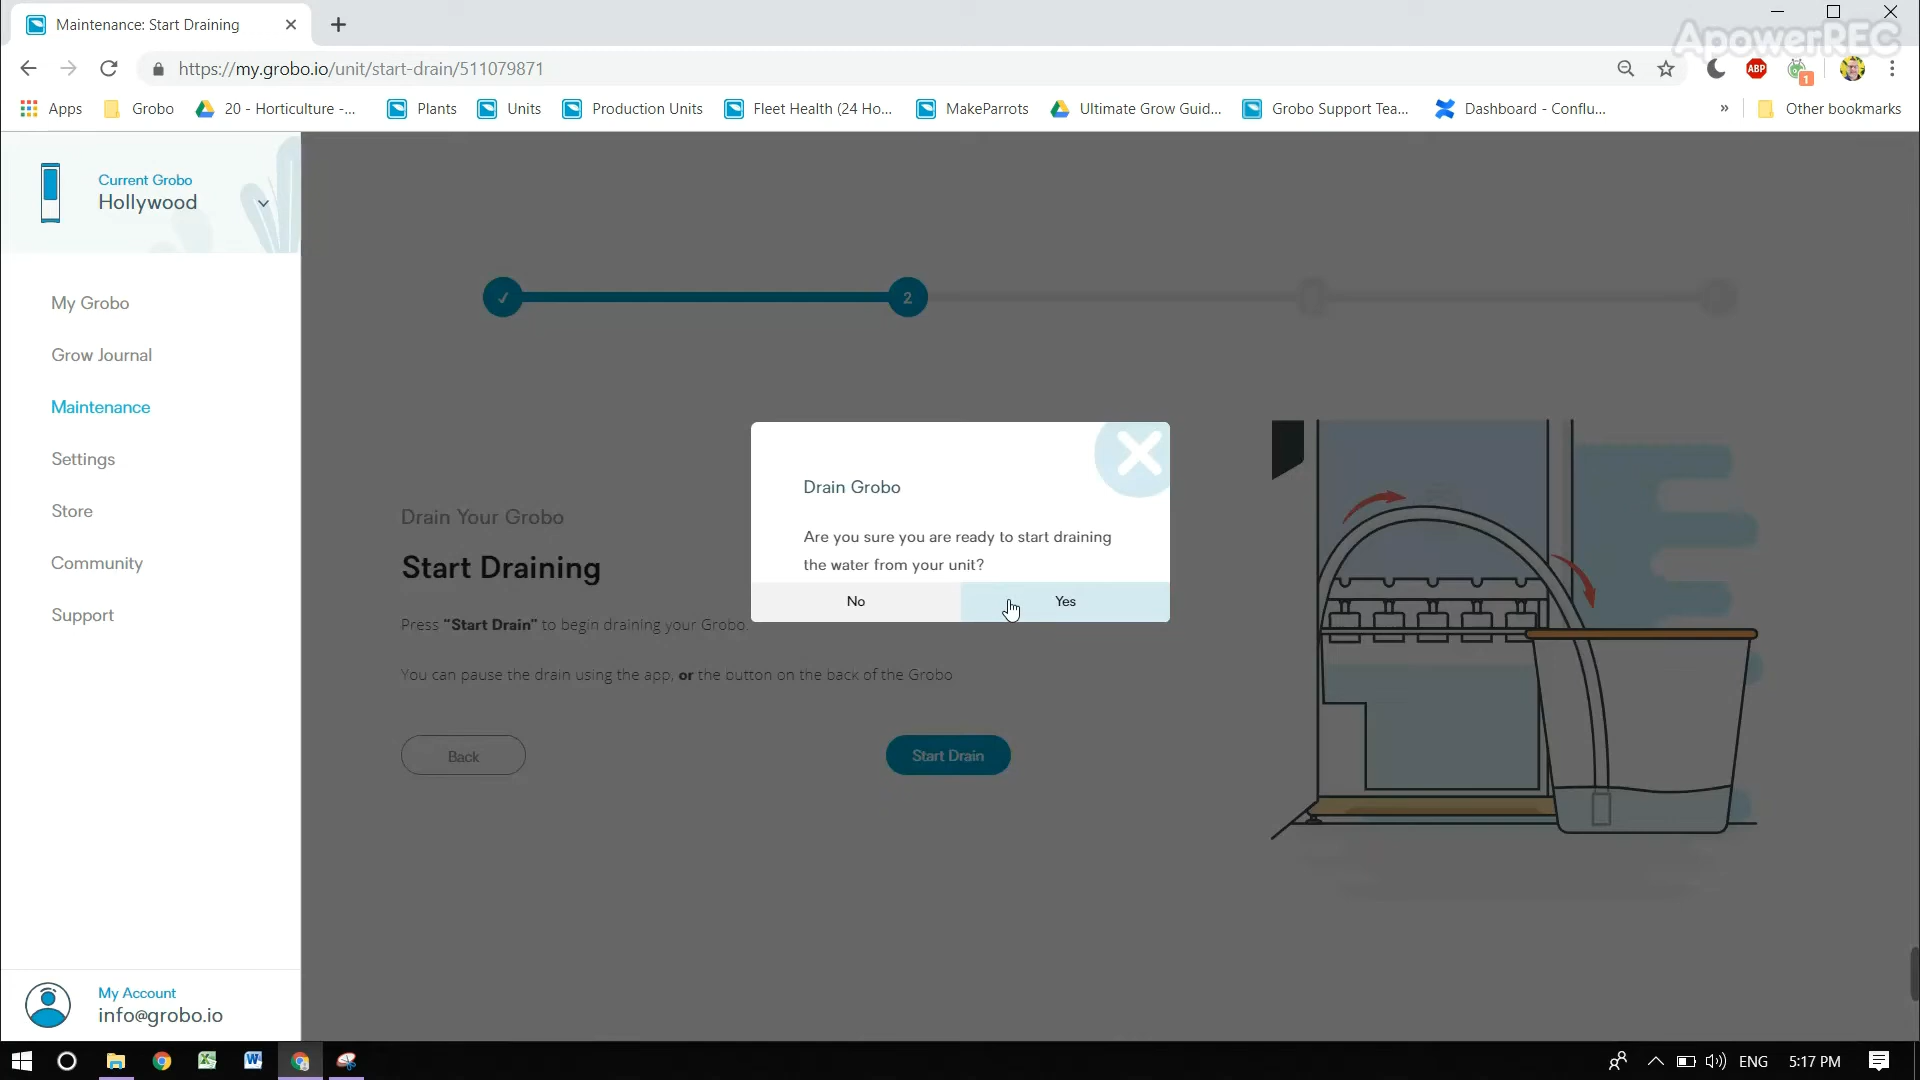 Maintenance: Start Draining
ApowerREC
https://my.grobo.io/unit/start-drain/511079871
ABP
1
Apps
Grobo
20 - Horticulture -...
Plants
Units
Production Units
Fleet Health (24 Ho...
MakeParrots
Ultimate Grow Guid...
Grobo Support Tea...
Dashboard - Conflu...
»
Other bookmarks
Current Grobo
Hollywood
My Grobo
Grow Journal
Maintenance
Settings
Store
Community
Support
2
Drain Grobo
Are you sure you are ready to start draining
the water from your unit?
No
Yes
Drain Your Grobo
Start Draining
Press “Start Drain” to begin draining your Grobo.
You can pause the drain using the app, or the button on the back of the Grobo
Back
Start Drain
My Account
info@grobo.io
ENG
5:17 PM